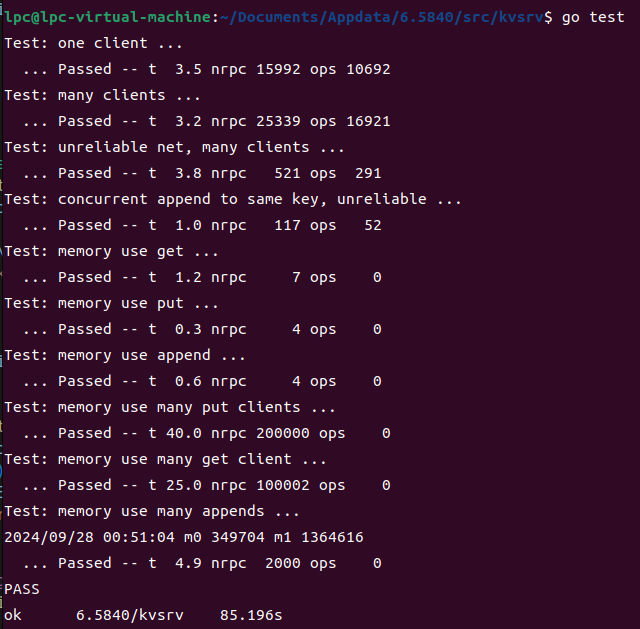 lpc@lpc-virtual-machine:~/Documents/Appdata/6.5840/src/kvsrv$ go test
Test: one client ...
  ... Passed -- t  3.5 nrpc 15992 ops 10692
Test: many clients ...
  ... Passed -- t  3.2 nrpc 25339 ops 16921
Test: unreliable net, many clients ...
  ... Passed -- t  3.8 nrpc   521 ops  291
Test: concurrent append to same key, unreliable ...
  ... Passed -- t  1.0 nrpc   117 ops   52
Test: memory use get ...
  ... Passed -- t  1.2 nrpc     7 ops    0
Test: memory use put ...
  ... Passed -- t  0.3 nrpc     4 ops    0
Test: memory use append ...
  ... Passed -- t  0.6 nrpc     4 ops    0
Test: memory use many put clients ...
  ... Passed -- t 40.0 nrpc 200000 ops    0
Test: memory use many get client ...
  ... Passed -- t 25.0 nrpc 100002 ops    0
Test: memory use many appends ...
2024/09/28 00:51:04 m0 349704 m1 1364616
  ... Passed -- t  4.9 nrpc  2000 ops    0
PASS
ok      6.5840/kvsrv    85.196s